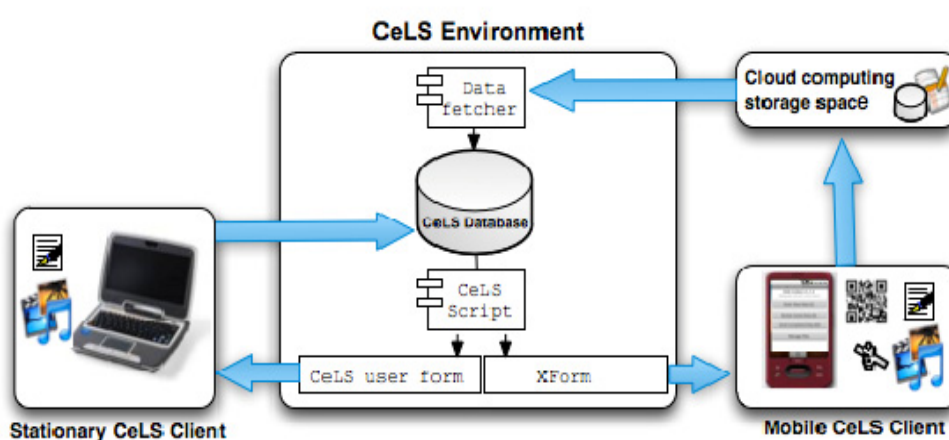 CeLS Environment
Data
fetcher
Cloud computing
storage space
CeLS Database
CeLS
Script
CeLS user form
XForm
Stationary CeLS Client
Mobile CeLS Client